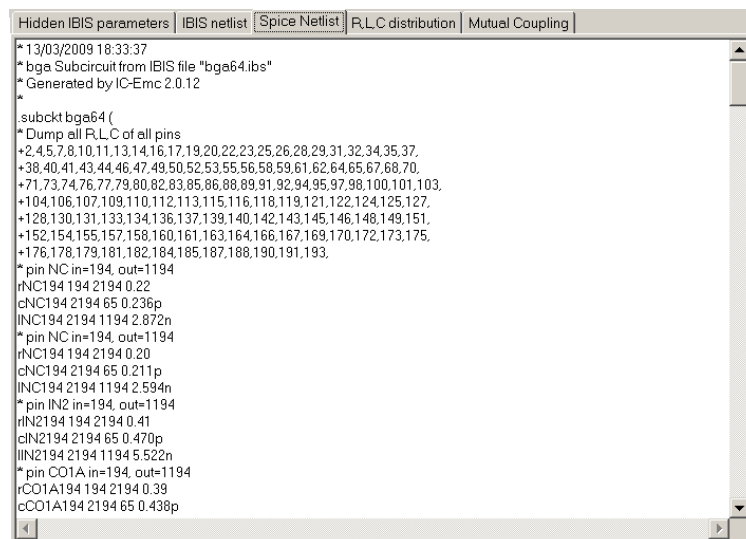 Hidden IBIS parameters | IBIS netlist | Spice Netlist | R,L,C distribution | Mutual Coupling
* 13/03/2009 18:33:37
* bga Subcircuit from IBIS file "bga64.ibs"
* Generated by IC-Emc 2.0.12
*
.subckt bga64 (
* Dump all R,L,C of all pins
+2,4,5,7,8,10,11,13,14,16,17,19,20,22,23,25,26,28,29,31,32,34,35,37,
+38,40,41,43,44,46,47,49,50,52,53,55,56,58,59,61,62,64,65,67,68,70,
+71,73,74,76,77,79,80,82,83,85,86,88,89,91,92,94,95,97,98,100,101,103,
+104,106,107,109,110,112,113,115,116,118,119,121,122,124,125,127,
+128,130,131,133,134,136,137,139,140,142,143,145,146,148,149,151,
+152,154,155,157,158,160,161,163,164,166,167,169,170,172,173,175,
+176,178,179,181,182,184,185,187,188,190,191,193,
* pin NC in=194, out=1194
rNC194 194 2194 0.22
cNC194 2194 65 0.236p
lNC194 2194 1194 2.872n
* pin NC in=194, out=1194
rNC194 194 2194 0.20
cNC194 2194 65 0.211p
lNC194 2194 1194 2.594n
* pin IN2 in=194, out=1194
rIN2194 194 2194 0.41
cIN2194 2194 65 0.470p
lIN2194 2194 1194 5.522n
* pin CO1A in=194, out=1194
rCO1A194 194 2194 0.39
cCO1A194 2194 65 0.438p